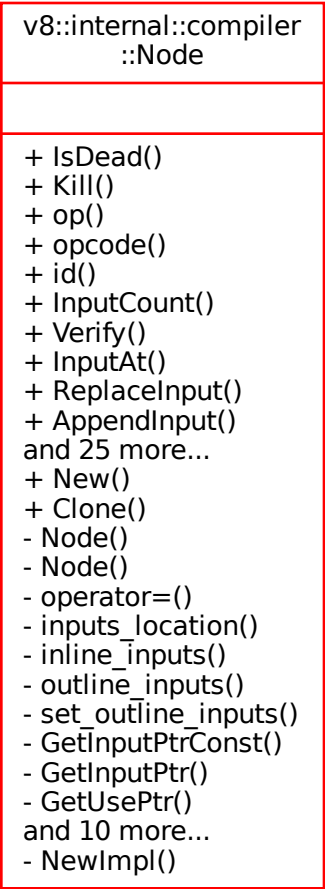 v8::internal::compiler
::Node
+ IsDead()
+ Kill()
+ op()
+ opcode()
+ id()
+ InputCount()
+ Verify()
+ InputAt()
+ ReplaceInput()
+ AppendInput()
and 25 more...
+ New()
+ Clone()
- Node()
- Node()
- operator=()
- inputs_location()
- inline_inputs()
- outline_inputs()
- set_outline_inputs()
- GetInputPtrConst()
- GetInputPtr()
- GetUsePtr()
and 10 more...
- NewImpl()